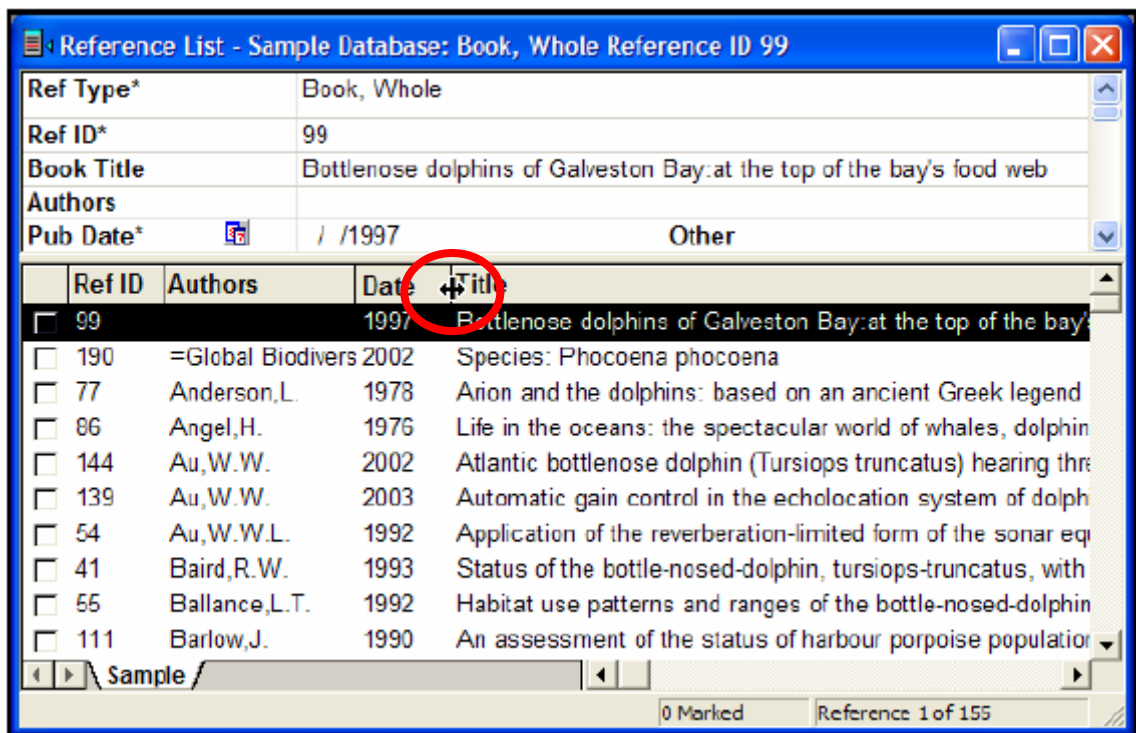 Reference List - Sample Database: Book, Whole Reference ID 99
Ref Type* Book, Whole
Ref ID* 99
Book Title Bottlenose dolphins of Galveston Bay:at the top of the bay's food web
Authors
Pub Date* / /1997 Other
Ref ID Authors Date Title
99 1997 Bottlenose dolphins of Galveston Bay:at the top of the bay's
190 =Global Biodivers 2002 Species: Phocoena phocoena
77 Anderson,L. 1978 Arion and the dolphins: based on an ancient Greek legend
86 Angel,H. 1976 Life in the oceans: the spectacular world of whales, dolphin
144 Au,W.W. 2002 Atlantic bottlenose dolphin (Tursiops truncatus) hearing thre
139 Au,W.W. 2003 Automatic gain control in the echolocation system of dolphi
54 Au,W.W.L. 1992 Application of the reverberation-limited form of the sonar equ
41 Baird,R.W. 1993 Status of the bottle-nosed-dolphin, tursiops-truncatus, with
55 Ballance,L.T. 1992 Habitat use patterns and ranges of the bottle-nosed-dolphin
111 Barlow,J. 1990 An assessment of the status of harbour porpoise population
Sample
0 Marked Reference 1 of 155